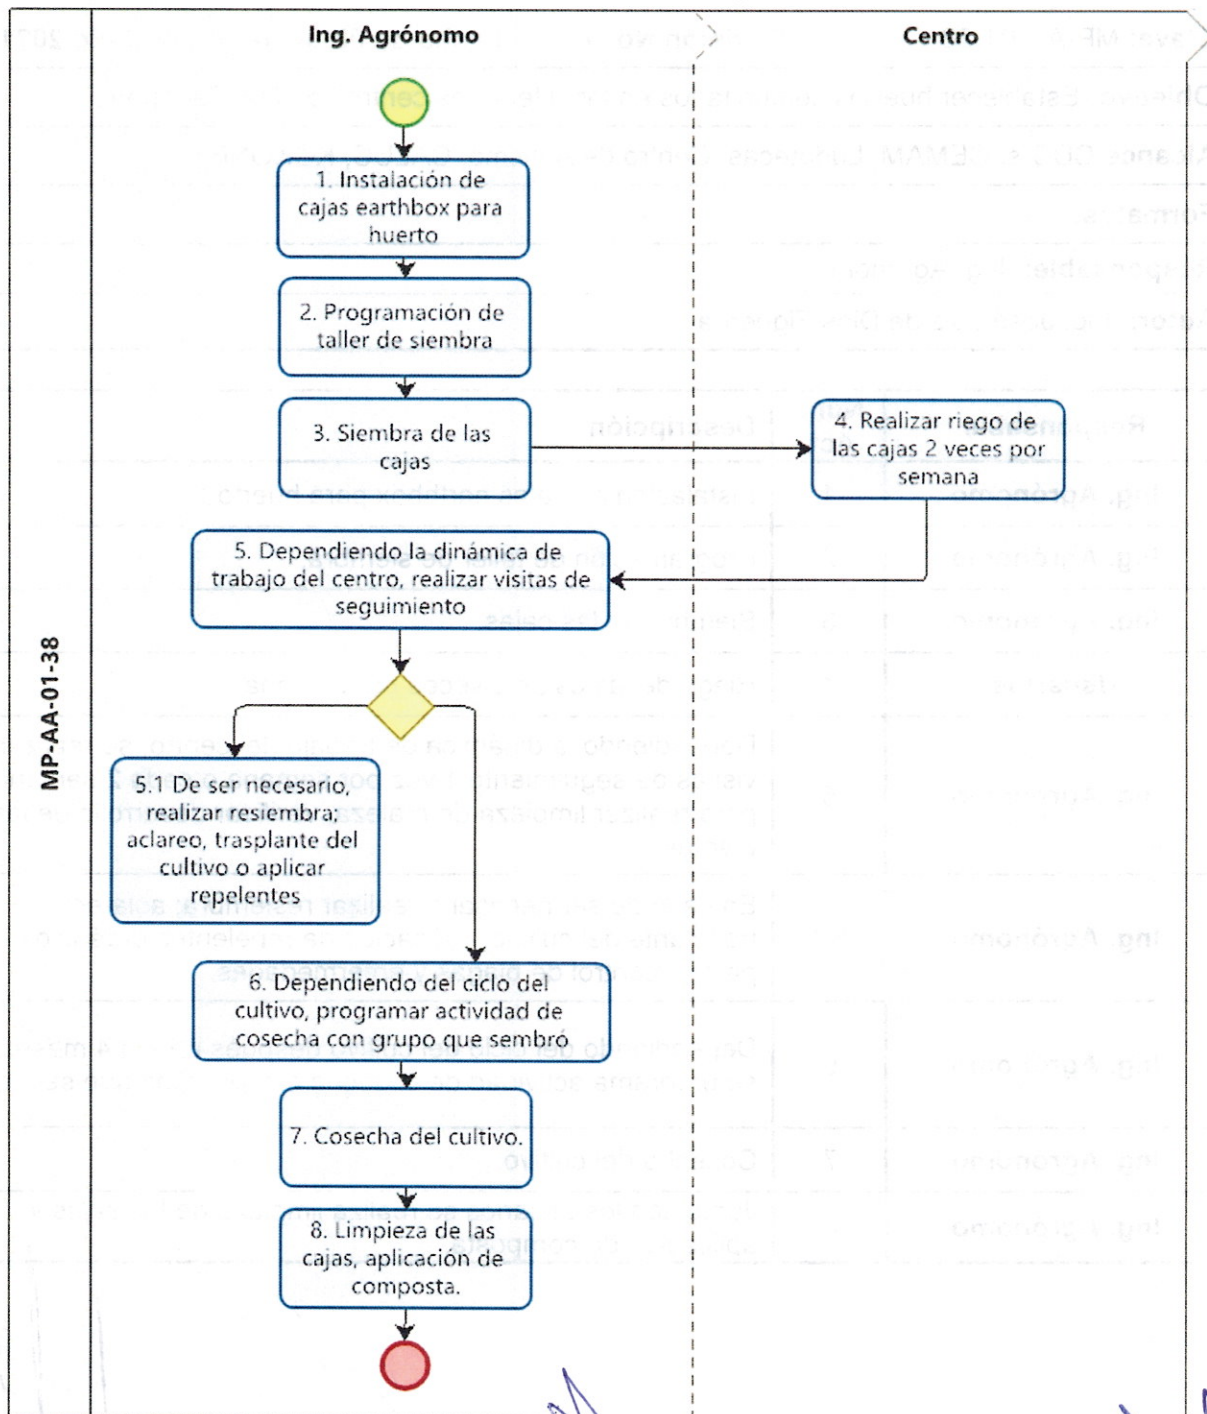 Ing. Agrónomo
Centro
MP-AA-01-38
1. Instalación de
cajas earthbox para
huerto
2. Programación de
taller de siembra
3. Siembra de las
cajas
4. Realizar riego de
las cajas 2 veces por
semana
5. Dependiendo la dinámica de
trabajo del centro, realizar visitas de
seguimiento
5.1 De ser necesario,
realizar resiembra;
aclareo, trasplante del
cultivo o aplicar
repelentes
6. Dependiendo del ciclo del
cultivo, programar actividad de
cosecha con grupo que sembró
7. Cosecha del cultivo.
8. Limpieza de las
cajas, aplicación de
composta.